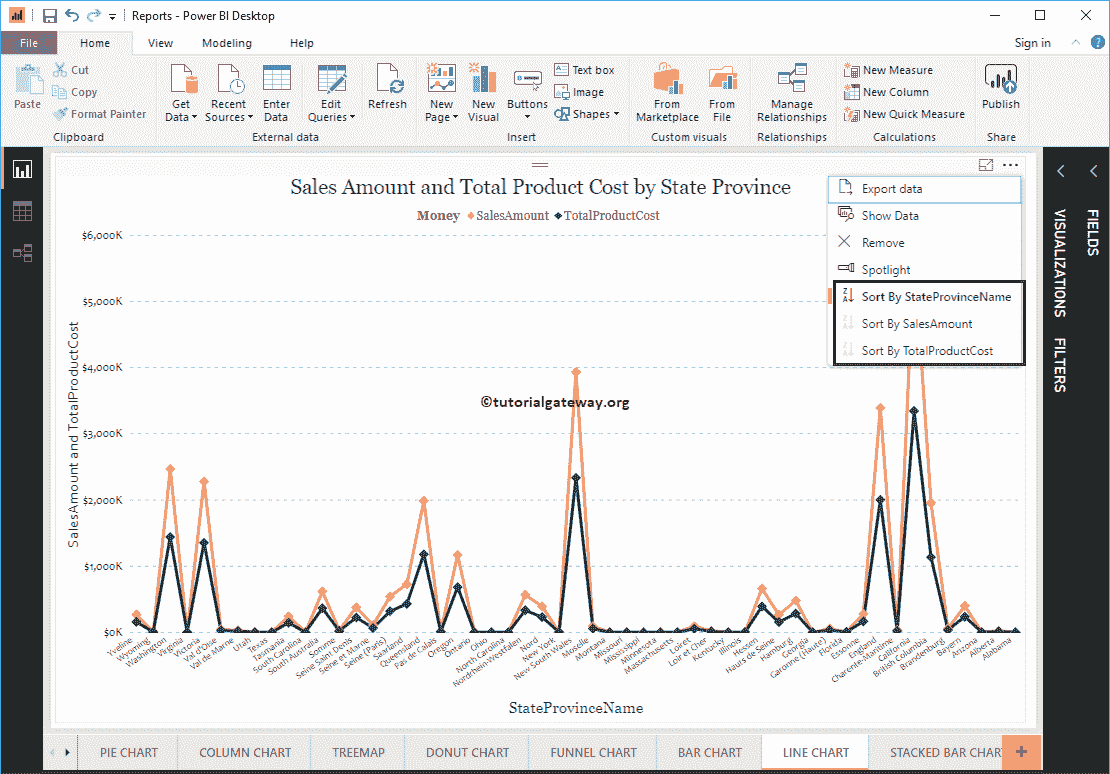 Reports - Power BI Desktop
File Home View Modeling Help Sign in
Paste
Cut
Copy
Format Painter
Clipboard
Get Data
Recent Sources
Enter Data
Edit Queries
External data
Refresh
New Page
New Visual
Buttons
Text box
Image
Shapes
Insert
From Marketplace
From File
Custom visuals
Manage Relationships
Relationships
New Measure
New Column
New Quick Measure
Calculations
Publish
Share
Sales Amount and Total Product Cost by State Province
Money SalesAmount TotalProductCost
Export data
Show Data
Remove
Spotlight
Sort By StateProvinceName
Sort By SalesAmount
Sort By TotalProductCost
VISUALIZATIONS
FILTERS
FIELDS
SalesAmount and TotalProductCost
$6,000K
$5,000K
$4,000K
$3,000K
$2,000K
$1,000K
$0K
©tutorialgateway.org
Yveline
Wyoming
Washington
Virginia
Victoria
Val d'Oise
Val de Marne
Utah
Texas
Tasmania
South Carolina
South Australia
Somme
Seine Saint Denis
Seine et Marne
Seine (Paris)
Saarland
Queensland
Pas de Calais
Oregon
Ontario
Ohio
North Carolina
Nordrhein-Westfalen
Nord
New York
New South Wales
Moselle
Montana
Missouri
Mississippi
Minnesota
Massachusetts
Loiret
Loir et Cher
Kentucky
Illinois
Hessen
Hauts de Seine
Hamburg
Georgia
Garonne (Haute)
Florida
Essonne
England
Charente-Maritime
California
British Columbia
Brandenburg
Bayern
Arizona
Alberta
Alabama
StateProvinceName
PIE CHART COLUMN CHART TREEMAP DONUT CHART FUNNEL CHART BAR CHART LINE CHART STACKED BAR CHAR